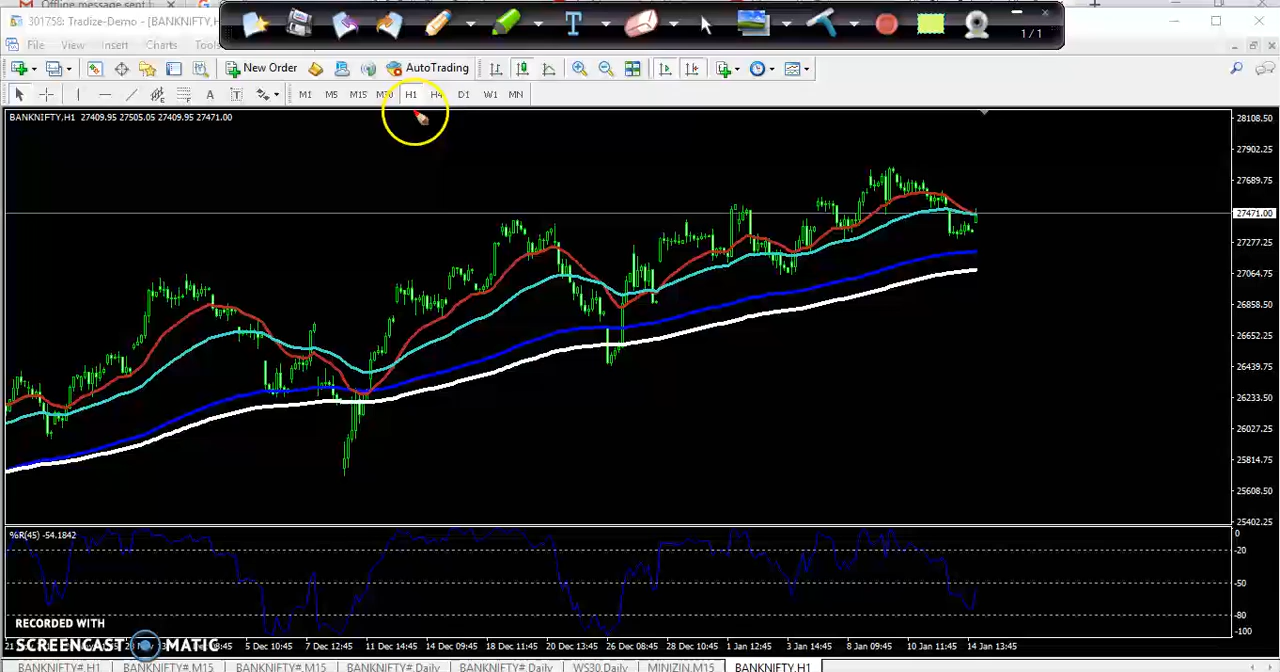 Offline message sent
301758: Tradize-Demo - [BANKNIFTY,H
1 / 1
File View Insert Charts Tools
New Order AutoTrading
A T M1 M5 M15 M30 H1 H4 D1 W1 MN
BANKNIFTY,H1 27409.95 27505.05 27409.95 27471.00
28108.50
27902.25
27689.75
27471.00
27277.25
27064.75
26858.50
26652.25
26439.75
26233.50
26027.25
25814.75
25608.50
25402.25
%R(45) -54.1842
0
-20
-50
-80
-100
RECORDED WITH
SCREENCAST MATIC
5 Dec 10:45 7 Dec 12:45 11 Dec 13:45 14 Dec 09:45 18 Dec 11:45 20 Dec 13:45 26 Dec 08:45 28 Dec 10:45 1 Jan 12:45 3 Jan 14:45 8 Jan 09:45 10 Jan 11:45 14 Jan 13:45
BANKNIFTY#,H1 BANKNIFTY#,M15 BANKNIFTY#,M15 BANKNIFTY#,Daily BANKNIFTY#,Daily WS30,Daily MINIZIN,M15 BANKNIFTY,H1